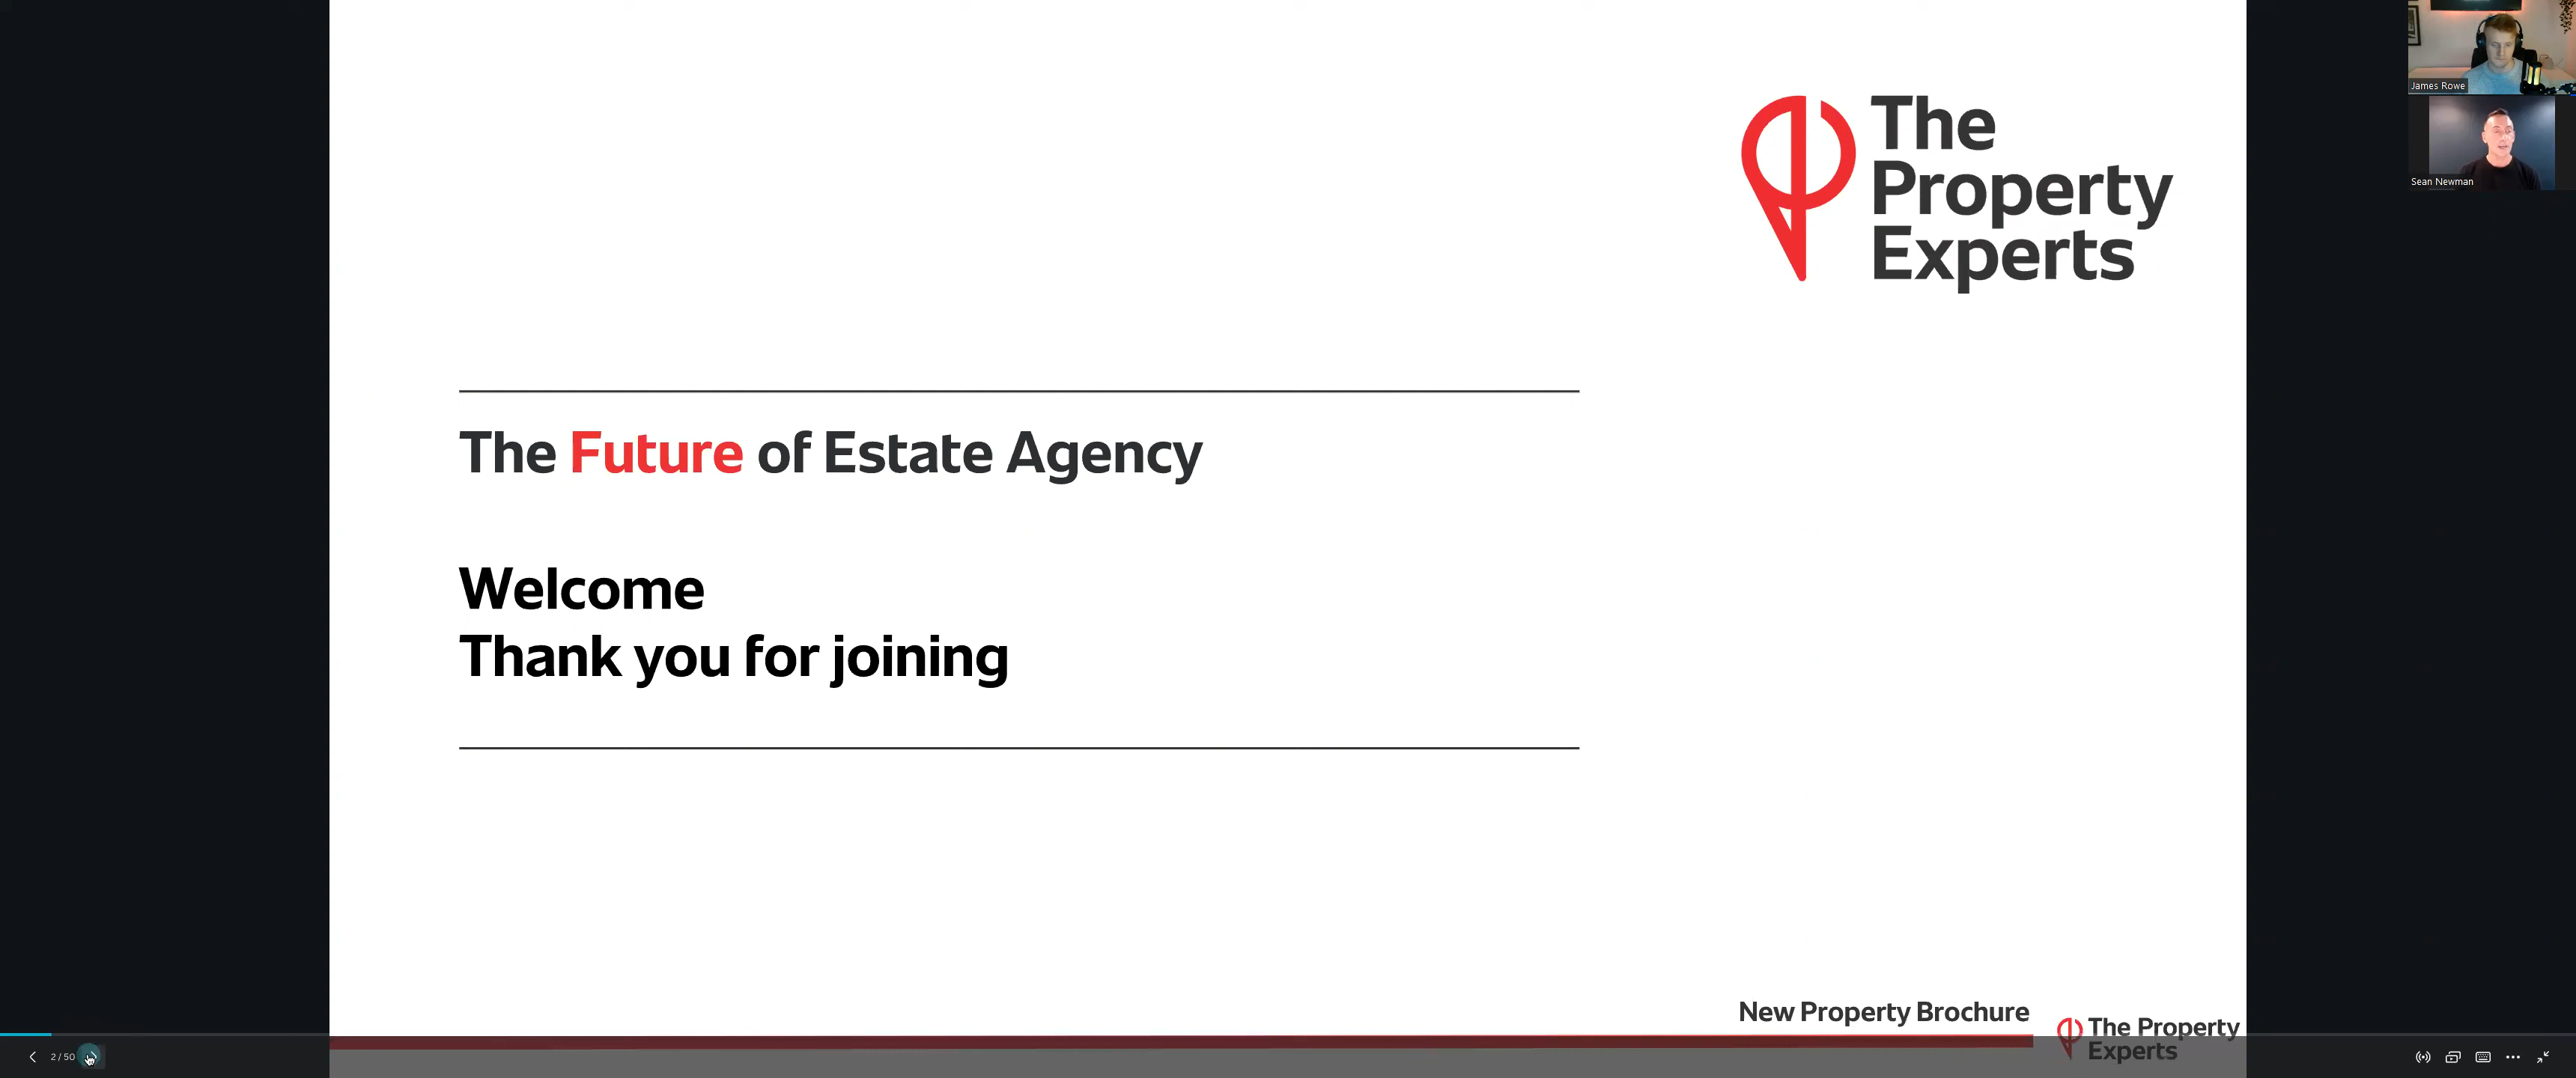 James Rowe
The
Property
Experts
Sean Newman
The Future of Estate Agency
Welcome
Thank you for joining
New Property Brochure
The Property
Experts
2 / 50